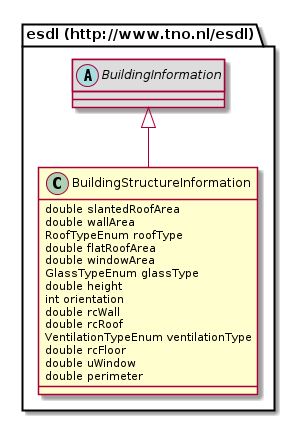 esdl (http://www.tno.nl/esdl)
A BuildingInformation
C BuildingStructureInformation
double slantedRoofArea
double wallArea
RoofTypeEnum roofType
double flatRoofArea
double windowArea
GlassTypeEnum glassType
double height
int orientation
double rcWall
double rcRoof
VentilationTypeEnum ventilationType
double rcFloor
double uWindow
double perimeter